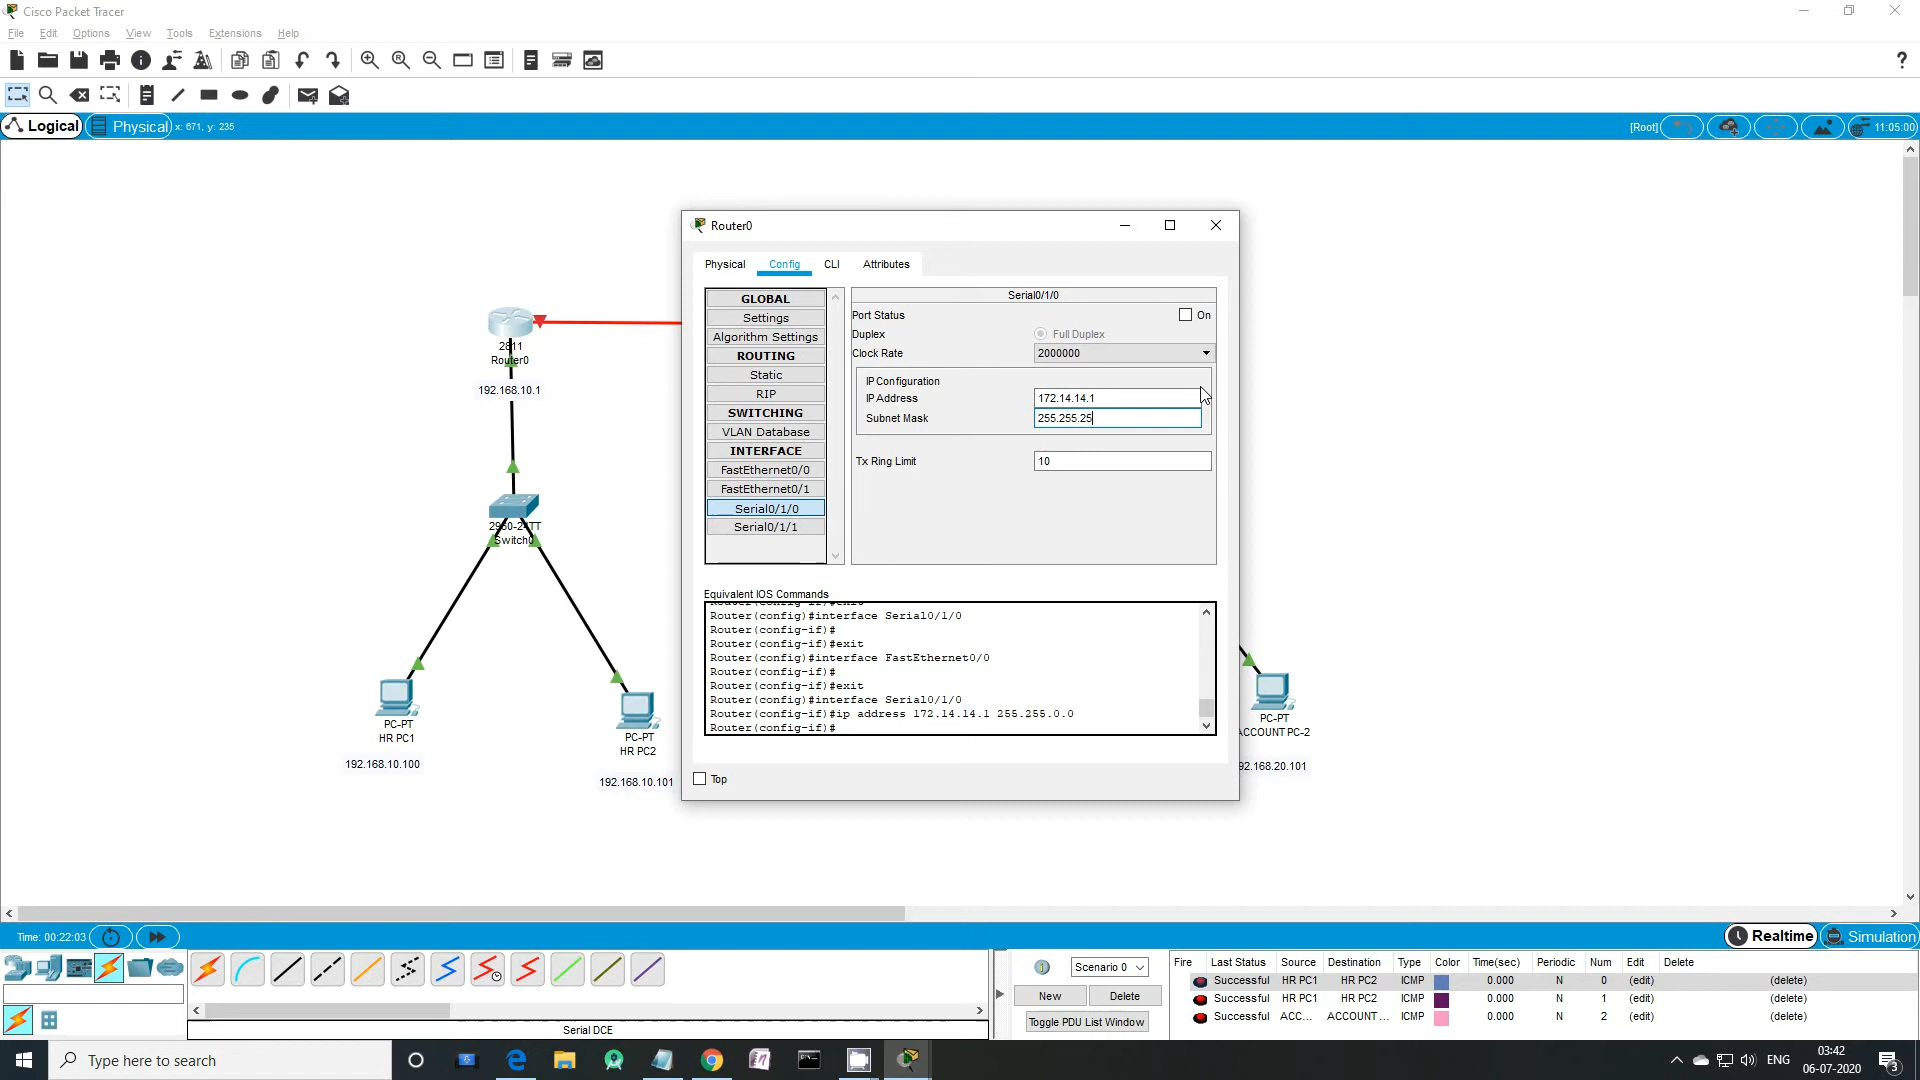 Cisco Packet Tracer
File Edit Options View Tools Extensions Help
Logical Physical x: 671, y: 235 [Root] 11:05:00
Router0
Physical Config CLI Attributes
GLOBAL
Settings
Algorithm Settings
ROUTING
Static
RIP
SWITCHING
VLAN Database
INTERFACE
FastEthernet0/0
FastEthernet0/1
Serial0/1/0
Serial0/1/1
Serial0/1/0
Port Status On
Duplex Full Duplex
Clock Rate 2000000
IP Configuration
IP Address 172.14.14.1
Subnet Mask 255.255.25
Tx Ring Limit 10
Equivalent IOS Commands
Router(config)#interface Serial0/1/0
Router(config-if)#
Router(config-if)#exit
Router(config)#interface FastEthernet0/0
Router(config-if)#
Router(config-if)#exit
Router(config)#interface Serial0/1/0
Router(config-if)#ip address 172.14.14.1 255.255.0.0
Router(config-if)#
Top
2811
Router0
192.168.10.1
2950-24TT
Switch0
PC-PT
HR PC1
192.168.10.100
PC-PT
HR PC2
192.168.10.101
PC-PT
CCOUNT PC-2
92.168.20.101
Time: 00:22:03
Realtime Simulation
Serial DCE
Scenario 0
New Delete
Toggle PDU List Window
Fire Last Status Source Destination Type Color Time(sec) Periodic Num Edit Delete
Successful HR PC1 HR PC2 ICMP 0.000 N 0 (edit) (delete)
Successful HR PC1 HR PC2 ICMP 0.000 N 1 (edit) (delete)
Successful ACC... ACCOUNT ... ICMP 0.000 N 2 (edit) (delete)
Type here to search
ENG
03:42
06-07-2020
3